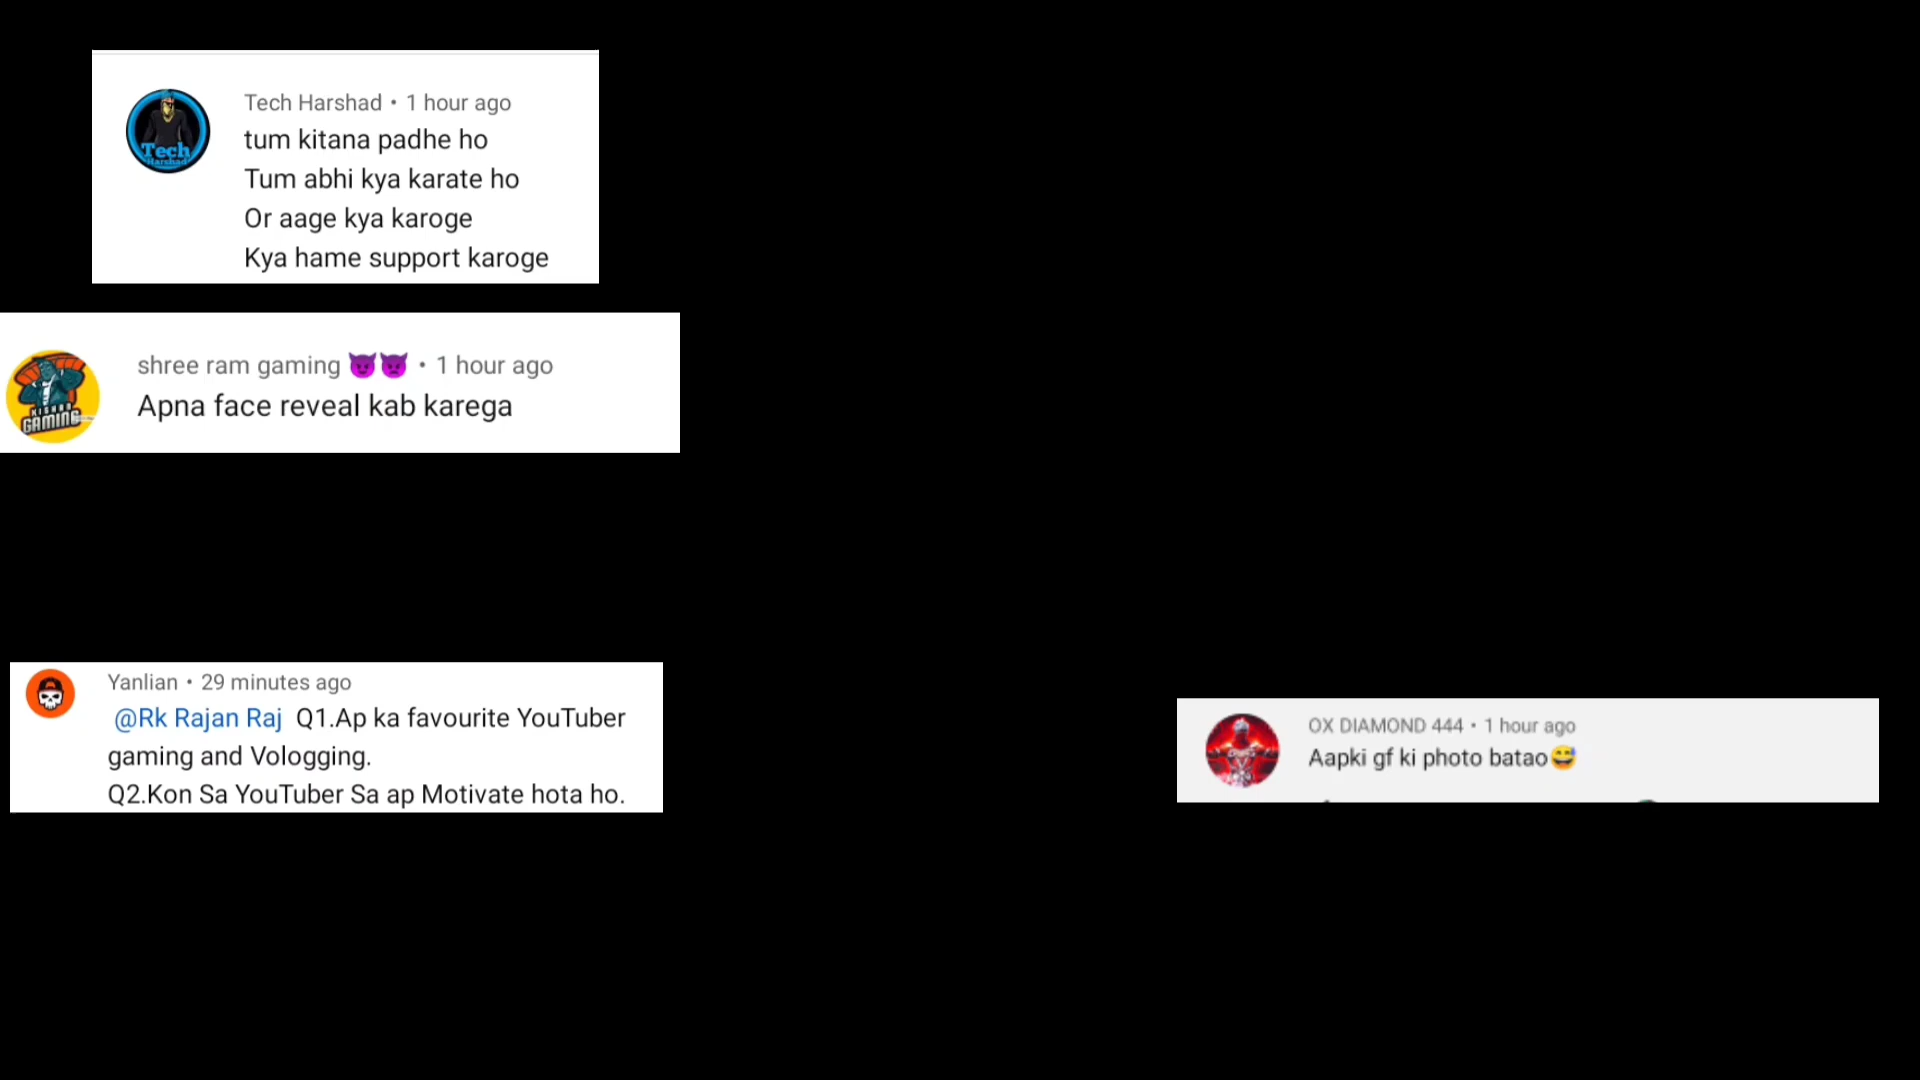 Tech Harshad • 1 hour ago
tum kitana padhe ho
Tum abhi kya karate ho
Or aage kya karoge
Kya hame support karoge
Tech
Harshad
shree ram gaming 😈👿 • 1 hour ago
Apna face reveal kab karega
GAMING
Yanlian • 29 minutes ago
@Rk Rajan Raj Q1.Ap ka favourite YouTuber
gaming and Vologging.
Q2.Kon Sa YouTuber Sa ap Motivate hota ho.
OX DIAMOND 444 • 1 hour ago
Aapki gf ki photo batao😅